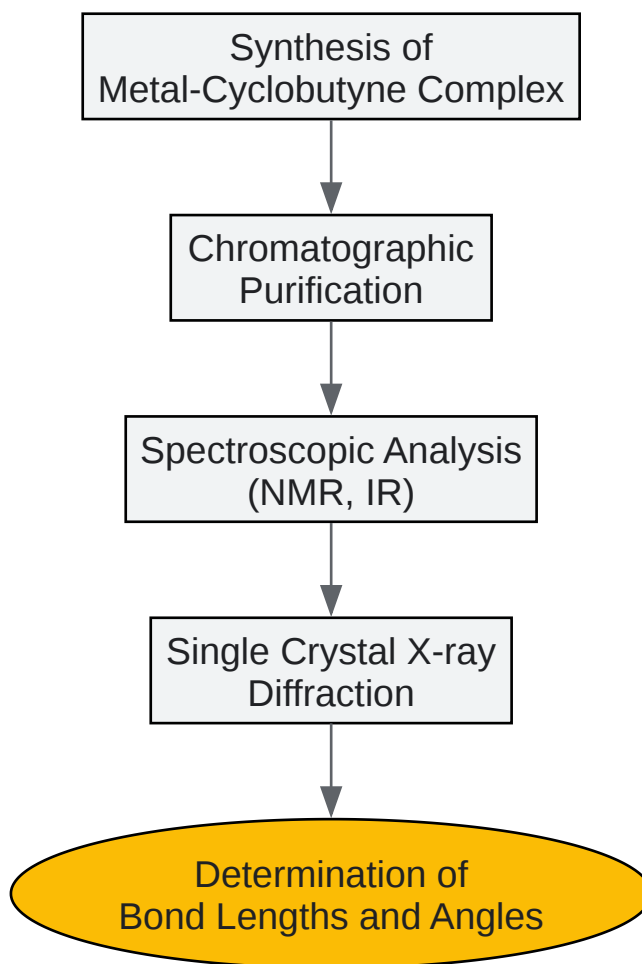 Synthesis of
Metal-Cyclobutyne Complex
Chromatographic
Purification
Spectroscopic Analysis
(NMR, IR)
Single Crystal X-ray
Diffraction
Determination of
Bond Lengths and Angles